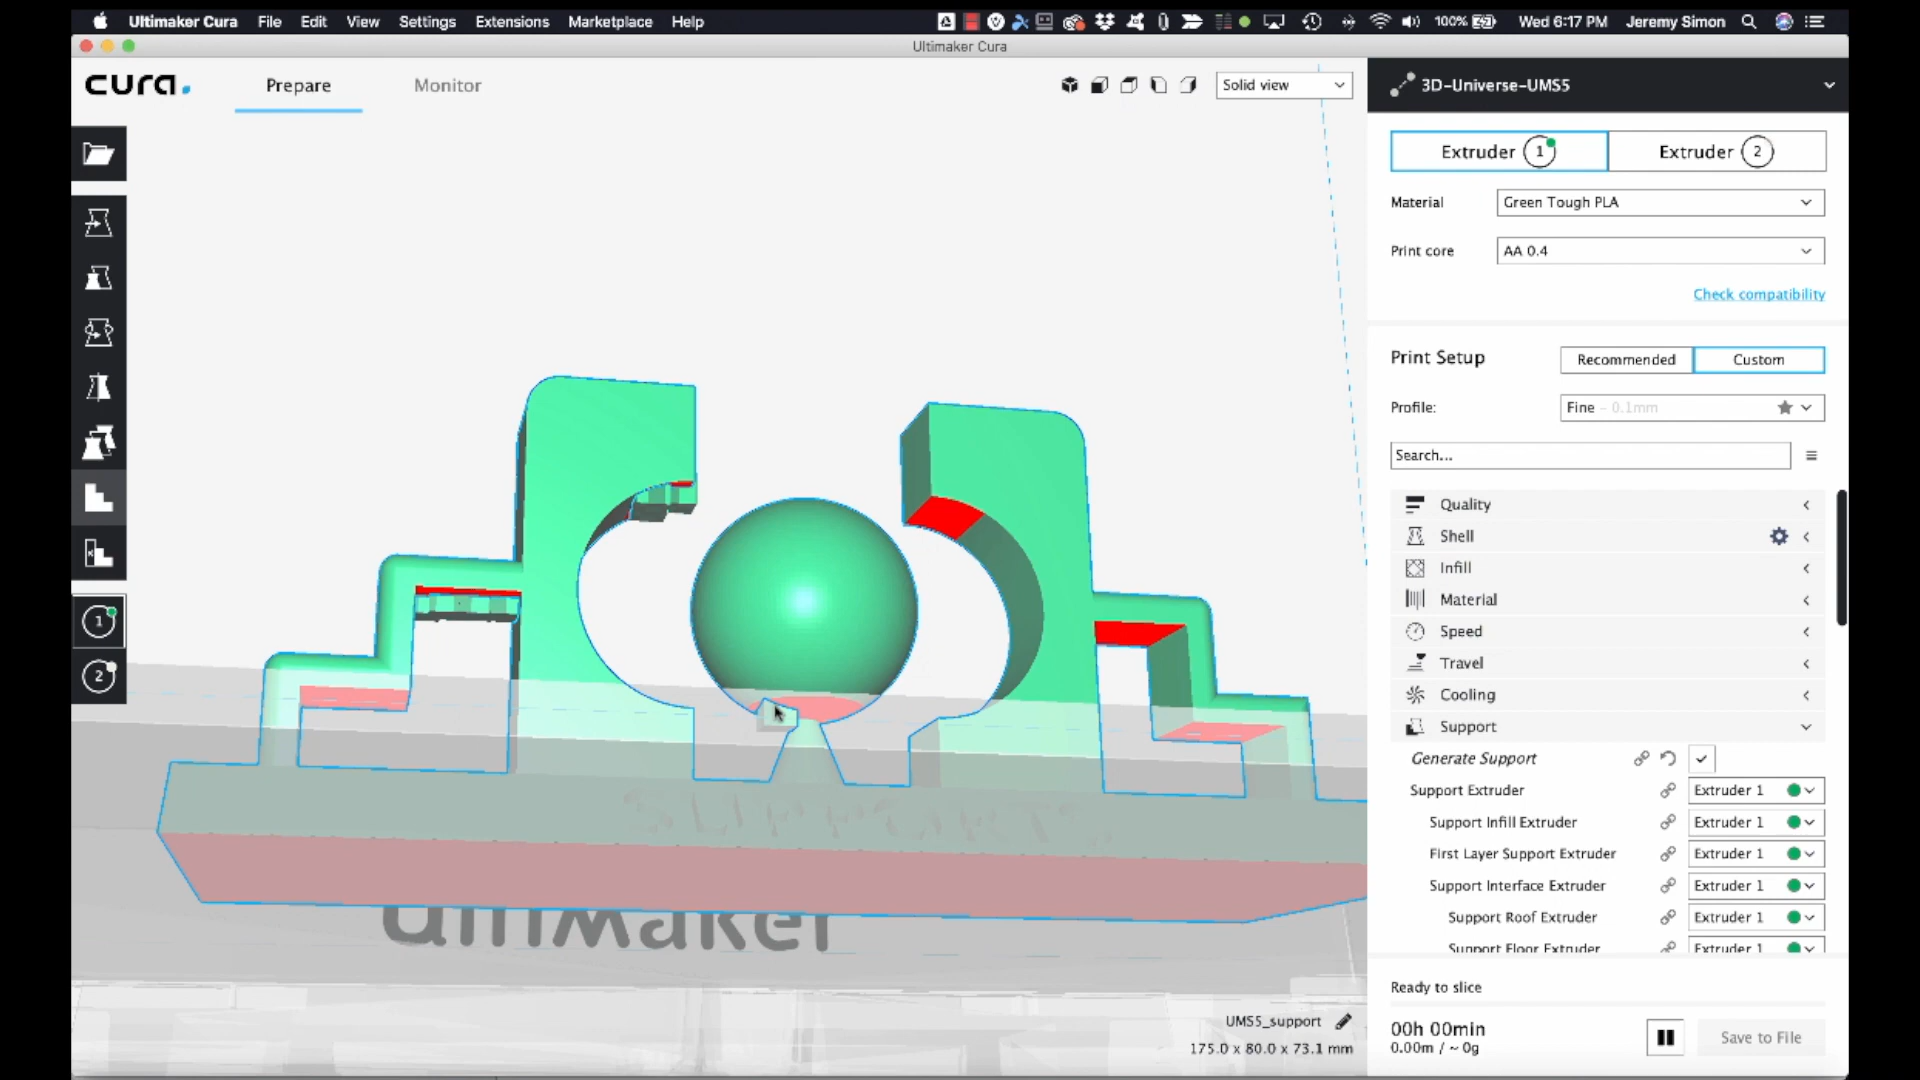 Ultimaker Cura File Edit View Settings Extensions Marketplace Help 100% Wed 6:17 PM Jeremy Simon
Ultimaker Cura
cura.
Prepare
Monitor
Solid view
3D-Universe-UMS5
Extruder 1
Extruder 2
Material
Green Tough PLA
Print core
AA 0.4
Check compatibility
Print Setup
Recommended
Custom
Profile:
Fine - 0.1mm
Search...
Quality
Shell
Infill
Material
Speed
Travel
Cooling
Support
Generate Support
Support Extruder
Extruder 1
Support Infill Extruder
Extruder 1
First Layer Support Extruder
Extruder 1
Support Interface Extruder
Extruder 1
Support Roof Extruder
Extruder 1
Support Floor Extruder
Extruder 1
1
2
SUPPORTS
ultimaker
UMS5_support
175.0 x 80.0 x 73.1 mm
Ready to slice
00h 00min
0.00m / ~ 0g
Save to File